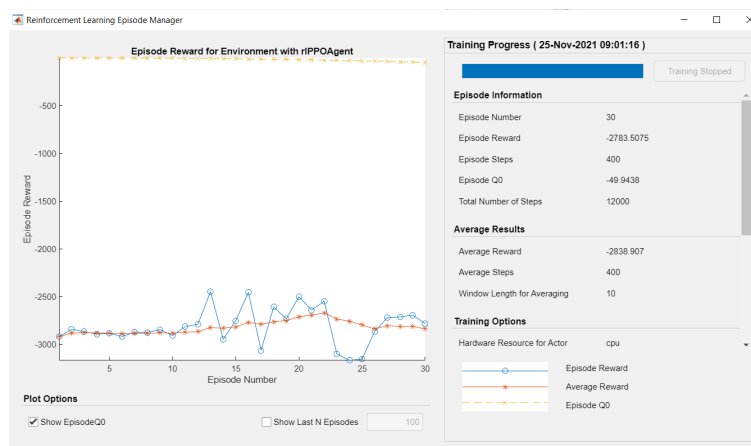 Reinforcement Learning Episode Manager
Episode Reward for Environment with rlPPOAgent
-500
-1000
-1500
-2000
-2500
-3000
Episode Reward
5
10
15
20
25
30
Episode Number
Plot Options
Show EpisodeQ0
Show Last N Episodes
100
Training Progress ( 25-Nov-2021 09:01:16 )
Training Stopped
Episode Information
Episode Number 30
Episode Reward -2783.5075
Episode Steps 400
Episode Q0 -49.9438
Total Number of Steps 12000
Average Results
Average Reward -2838.907
Average Steps 400
Window Length for Averaging 10
Training Options
Hardware Resource for Actor cpu
Episode Reward
Average Reward
Episode Q0